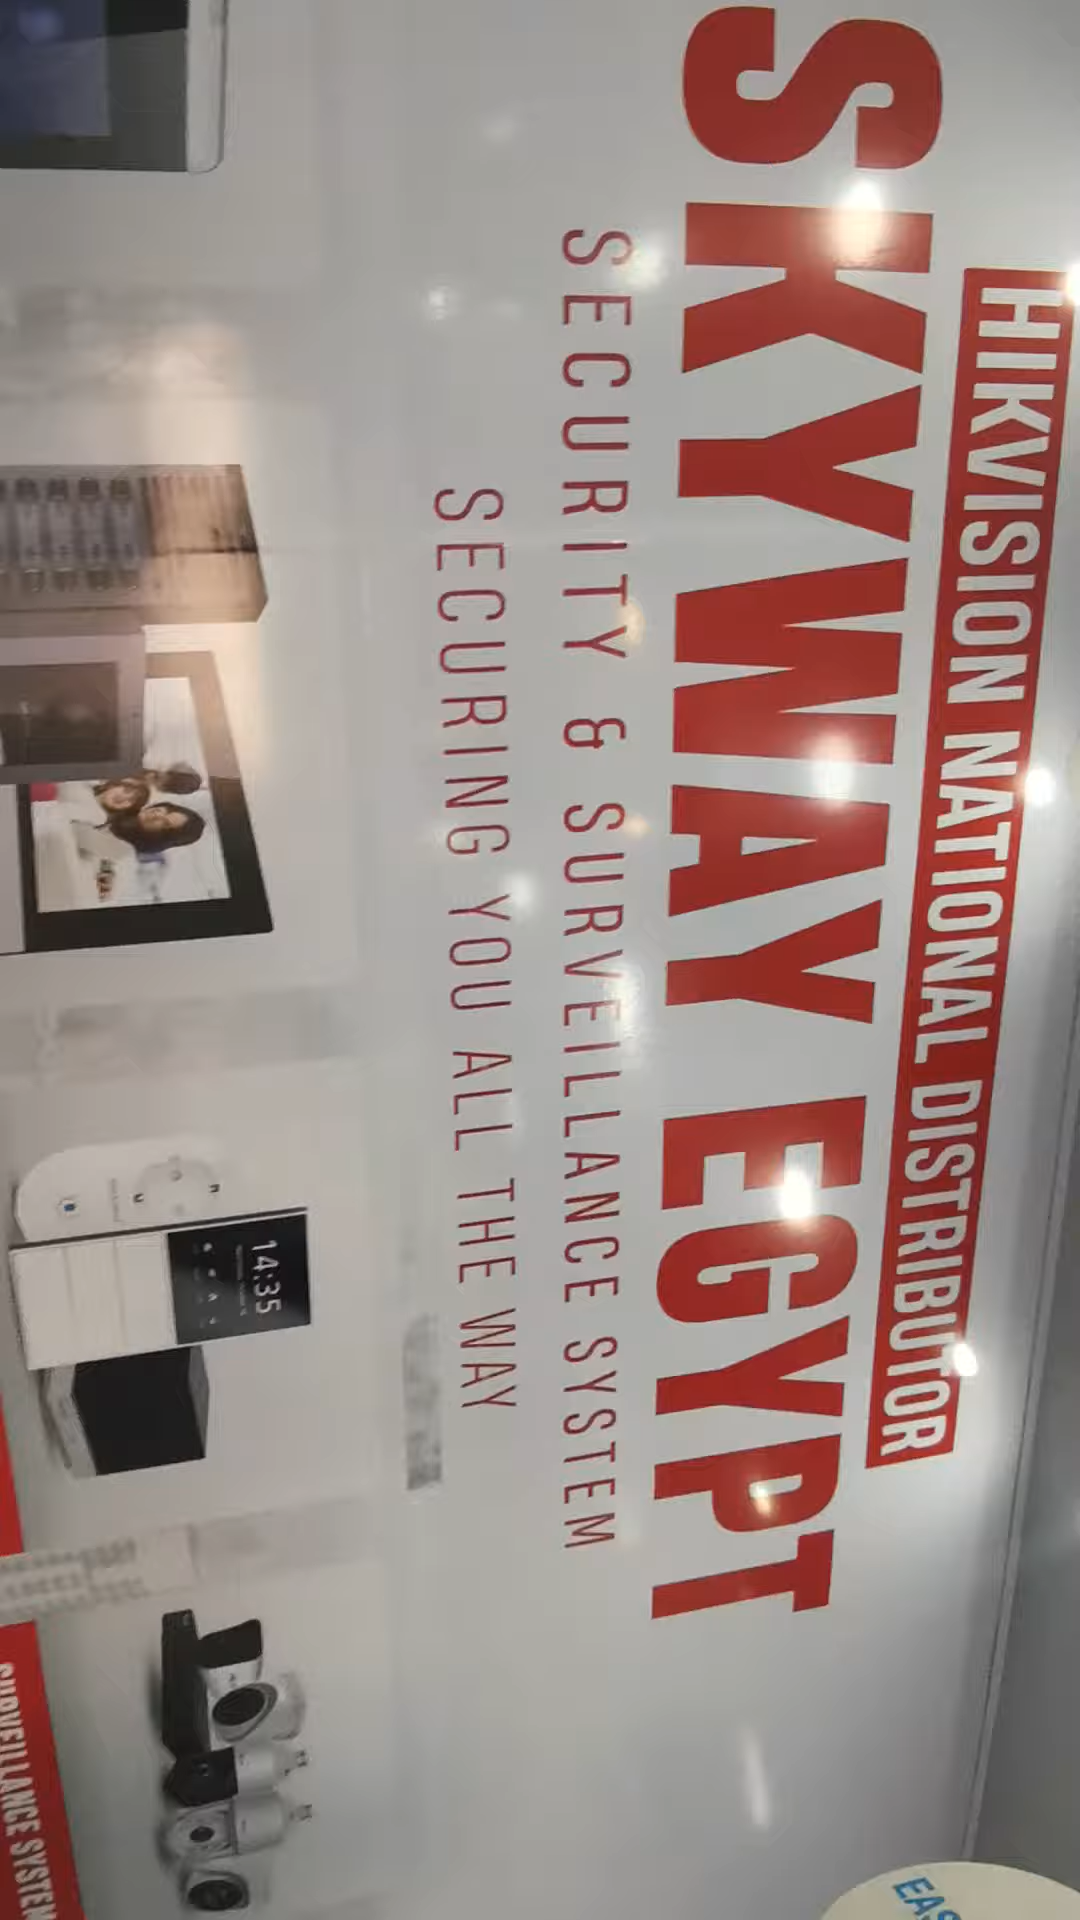 HIKVISION NATIONAL DISTRIBUTOR
SKYWAY EGYPT
SECURITY & SURVEILLANCE SYSTEM
SECURING YOU ALL THE WAY
14:35
SURVEILLANCE SYSTEM